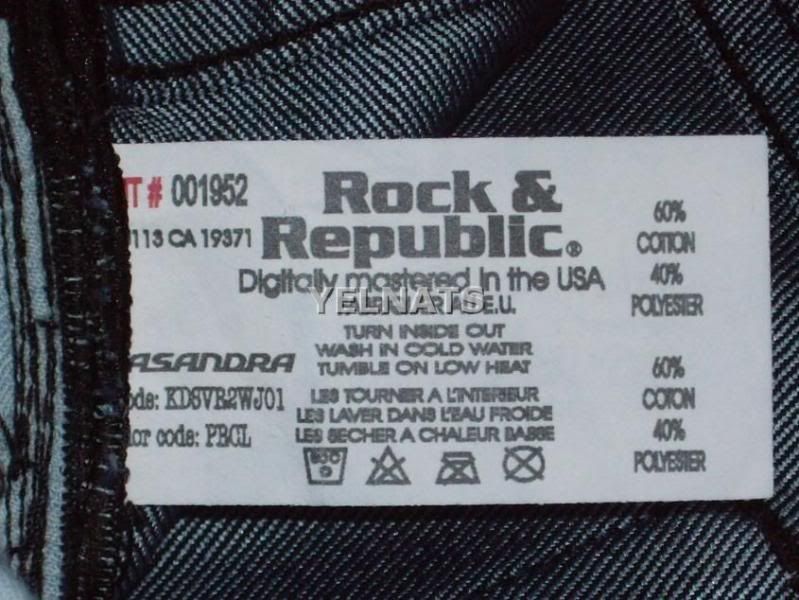 IT # 001952
113 CA 19371
Rock &
Republic®
Digitally mastered in the USA
YELNATS
E.U.
TURN INSIDE OUT
WASH IN COLD WATER
TUMBLE ON LOW HEAT
LES TOURNER A L'INTERIEUR
LES LAVER DANS L'EAU FROIDE
LES SECHER A CHALEUR BASSE
ASANDRA
ode: KDSVR2WJ01
lor code: PBCL
60%
COTTON
40%
POLYESTER
60%
COTON
40%
POLYESTER